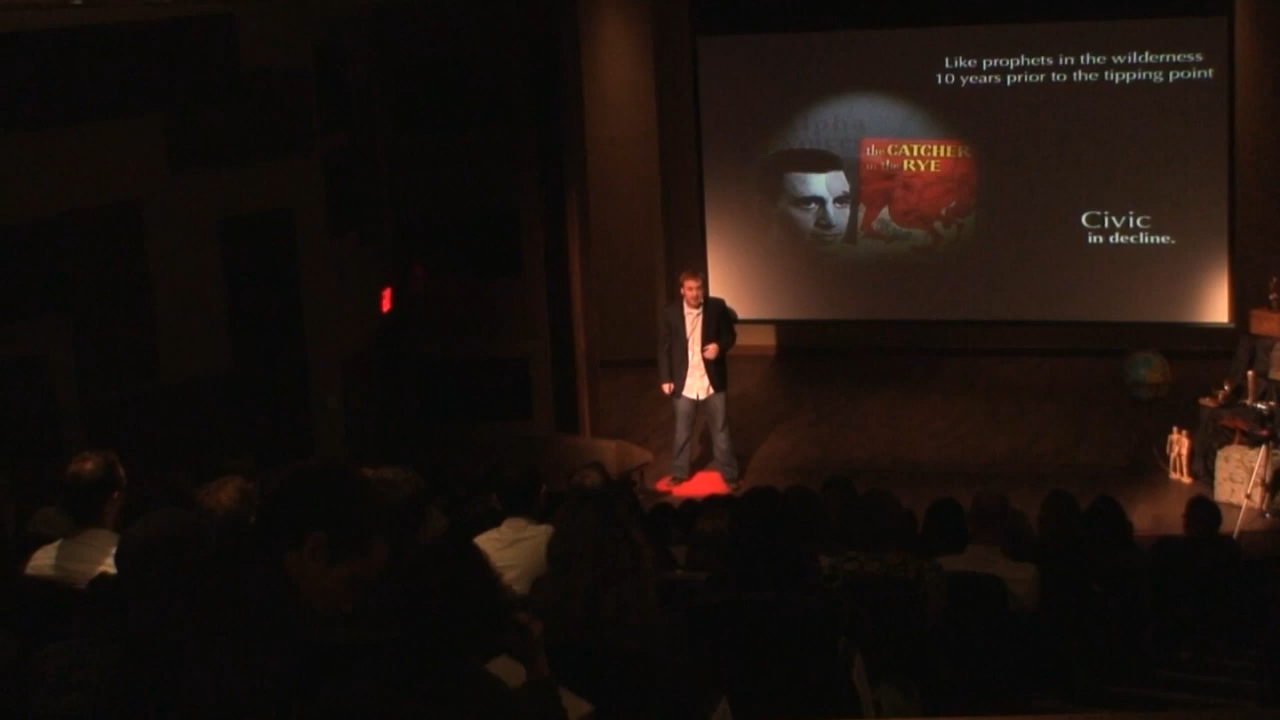 Like prophets in the wilderness
10 years prior to the tipping point
the CATCHER
in the RYE
Civic
in decline.